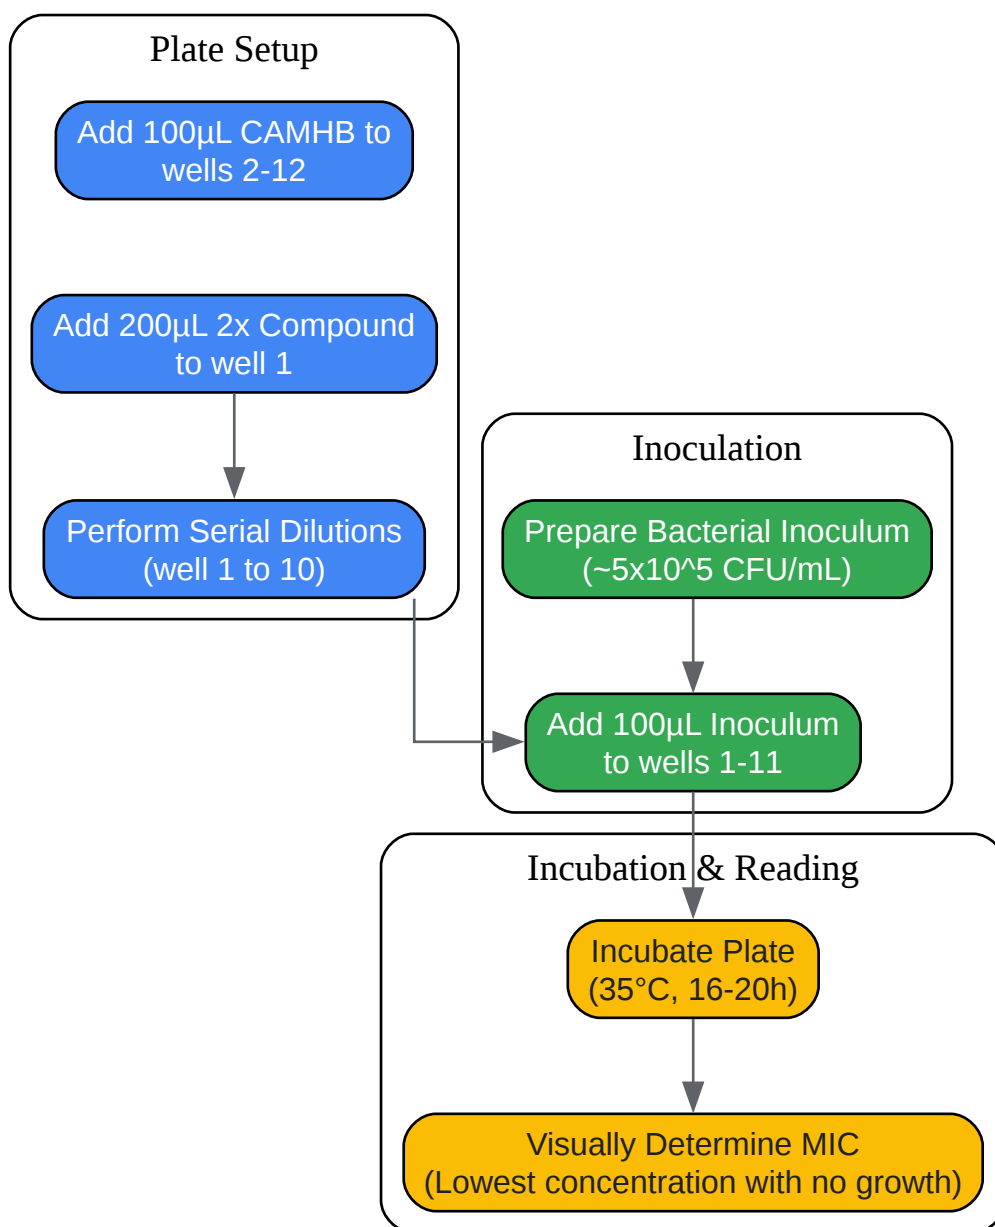 Plate Setup
Add 100µL CAMHB to
wells 2-12
Add 200µL 2x Compound
to well 1
Perform Serial Dilutions
(well 1 to 10)
Inoculation
Prepare Bacterial Inoculum
(~5x10^5 CFU/mL)
Add 100µL Inoculum
to wells 1-11
Incubation & Reading
Incubate Plate
(35°C, 16-20h)
Visually Determine MIC
(Lowest concentration with no growth)